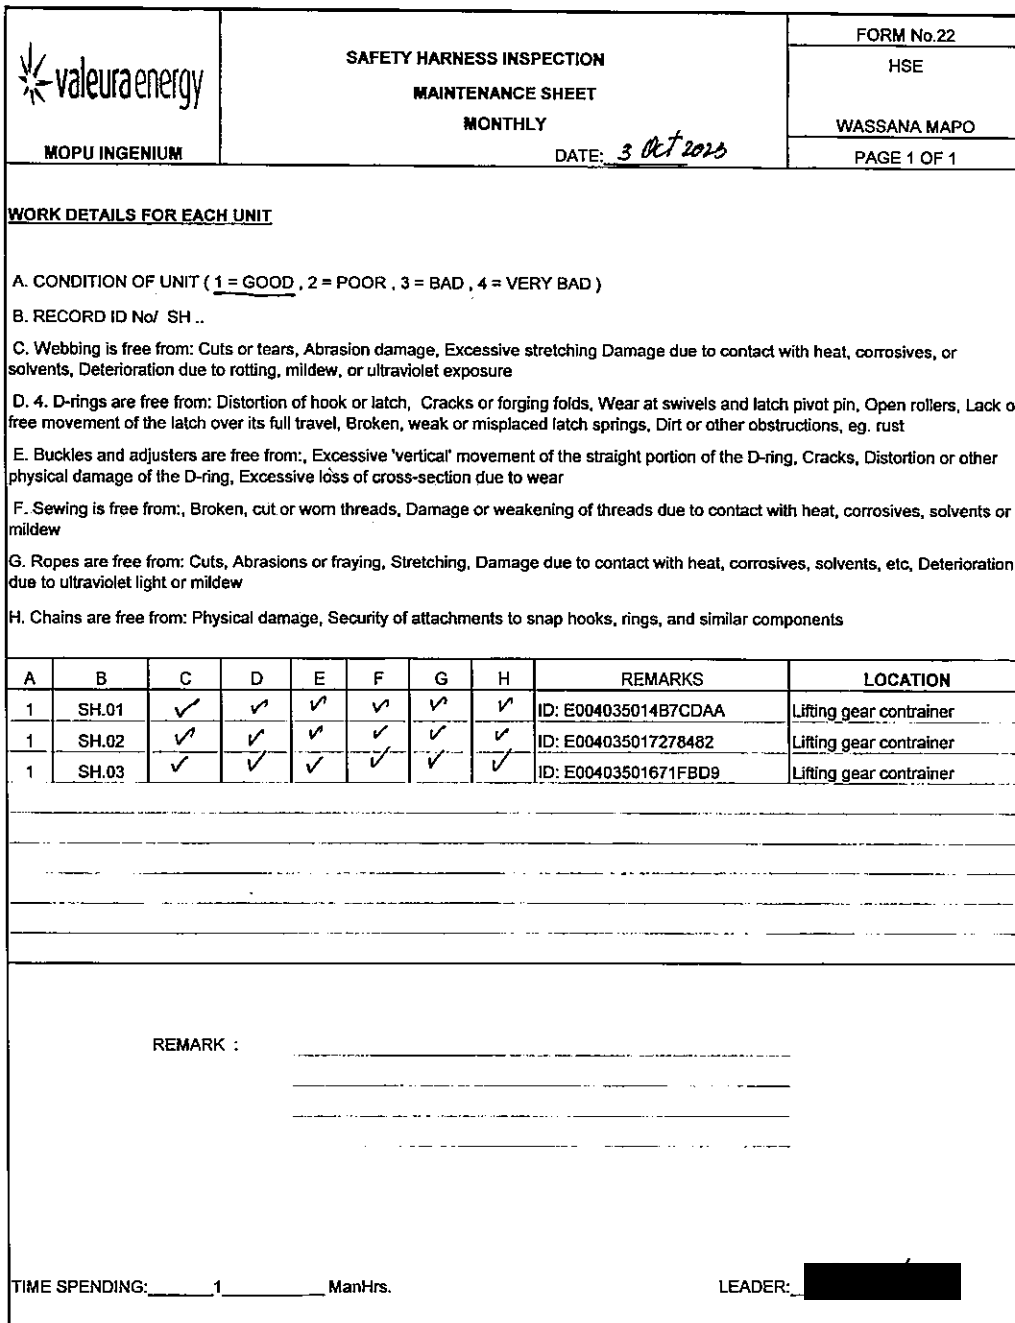 FORM No.22
valeura energy
SAFETY HARNESS INSPECTION
HSE
MAINTENANCE SHEET
MONTHLY
WASSANA MAPO
MOPU INGENIUM
DATE: 3 Oct 2023
PAGE 1 OF 1
WORK DETAILS FOR EACH UNIT
A. CONDITION OF UNIT ( 1 = GOOD , 2 = POOR , 3 = BAD , 4 = VERY BAD )
B. RECORD ID No/ SH ..
C. Webbing is free from: Cuts or tears, Abrasion damage, Excessive stretching Damage due to contact with heat, corrosives, or
solvents, Deterioration due to rotting, mildew, or ultraviolet exposure
D. 4. D-rings are free from: Distortion of hook or latch, Cracks or forging folds, Wear at swivels and latch pivot pin, Open rollers, Lack o
free movement of the latch over its full travel, Broken, weak or misplaced latch springs, Dirt or other obstructions, eg. rust
E. Buckles and adjusters are free from:, Excessive 'vertical' movement of the straight portion of the D-ring, Cracks, Distortion or other
physical damage of the D-ring, Excessive loss of cross-section due to wear
F. Sewing is free from:, Broken, cut or worn threads, Damage or weakening of threads due to contact with heat, corrosives, solvents or
mildew
G. Ropes are free from: Cuts, Abrasions or fraying, Stretching, Damage due to contact with heat, corrosives, solvents, etc, Deterioration
due to ultraviolet light or mildew
H. Chains are free from: Physical damage, Security of attachments to snap hooks, rings, and similar components
A B C D E F G H REMARKS LOCATION
1 SH.01 ✓ ✓ ✓ ✓ ✓ ✓ ID: E004035014B7CDAA Lifting gear contrainer
1 SH.02 ✓ ✓ ✓ ✓ ✓ ✓ ID: E004035017278482 Lifting gear contrainer
1 SH.03 ✓ ✓ ✓ ✓ ✓ ✓ ID: E00403501671FBD9 Lifting gear contrainer
REMARK :
TIME SPENDING: 1 ManHrs. LEADER: